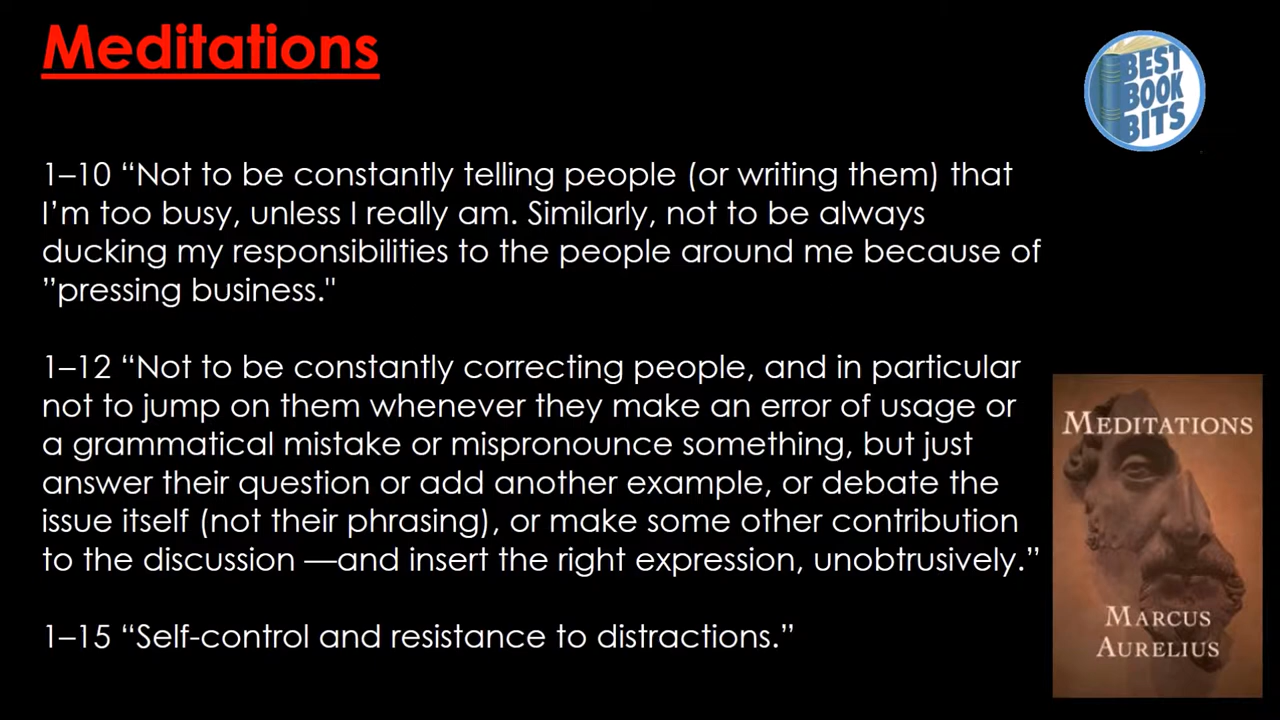 Meditations
BEST
BOOK
BITS
1–10 “Not to be constantly telling people (or writing them) that
I’m too busy, unless I really am. Similarly, not to be always
ducking my responsibilities to the people around me because of
”pressing business."
1–12 “Not to be constantly correcting people, and in particular
not to jump on them whenever they make an error of usage or
a grammatical mistake or mispronounce something, but just
answer their question or add another example, or debate the
issue itself (not their phrasing), or make some other contribution
to the discussion —and insert the right expression, unobtrusively.”
1–15 “Self-control and resistance to distractions.”
MEDITATIONS
MARCUS
AURELIUS